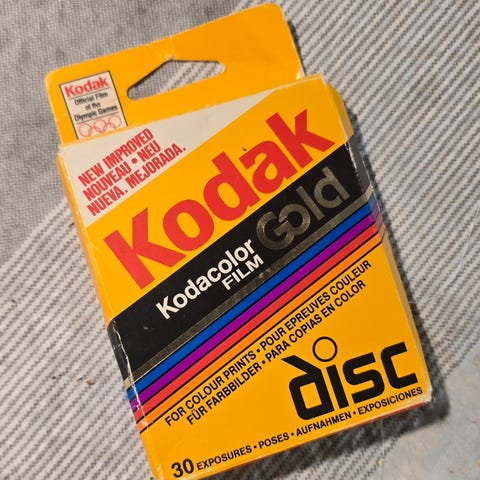 Kodak
Official Film
of the
Olympic Games
NEW IMPROVED
NOUVEAU • NEU
NUEVA. MEJORADA.
Kodak
Kodacolor Gold
FILM
FOR COLOUR PRINTS • POUR EPREUVES COULEUR
FÜR FARBBILDER • PARA COPIAS EN COLOR
disc
30 EXPOSURES • POSES • AUFNAHMEN • EXPOSICIONES